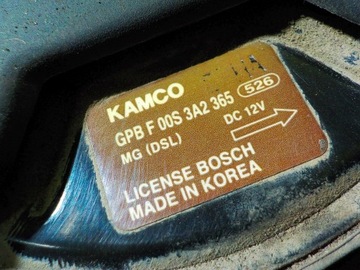 KAMCO
GPB F 00S 3A2 365 526
MG (DSL) DC 12V
LICENSE BOSCH
MADE IN KOREA